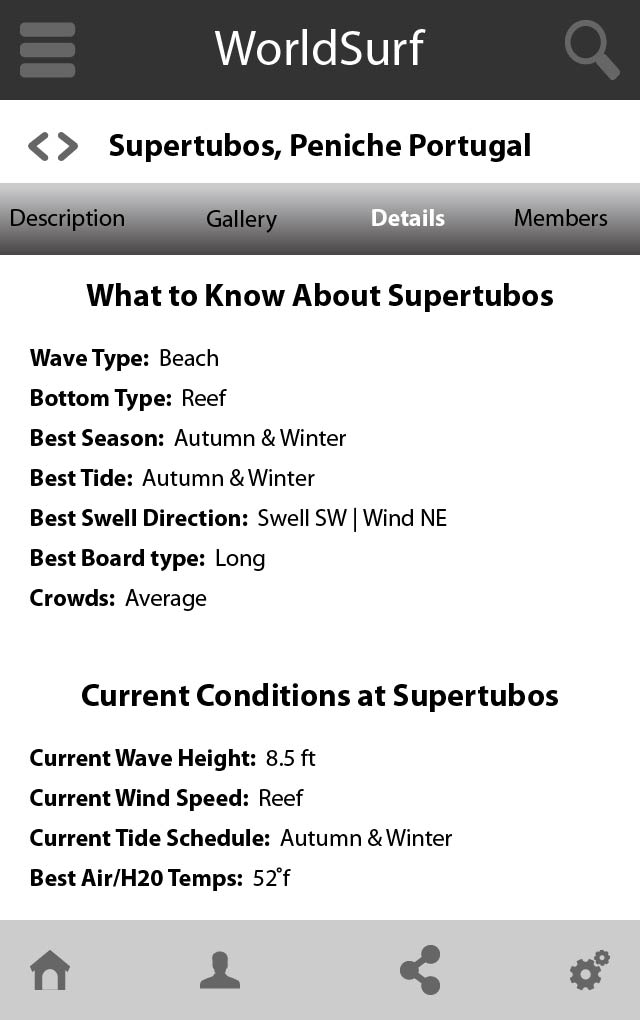 WorldSurf
Supertubos, Peniche Portugal
Description Gallery Details Members
What to Know About Supertubos
Wave Type: Beach
Bottom Type: Reef
Best Season: Autumn & Winter
Best Tide: Autumn & Winter
Best Swell Direction: Swell SW | Wind NE
Best Board type: Long
Crowds: Average
Current Conditions at Supertubos
Current Wave Height: 8.5 ft
Current Wind Speed: Reef
Current Tide Schedule: Autumn & Winter
Best Air/H20 Temps: 52˚f